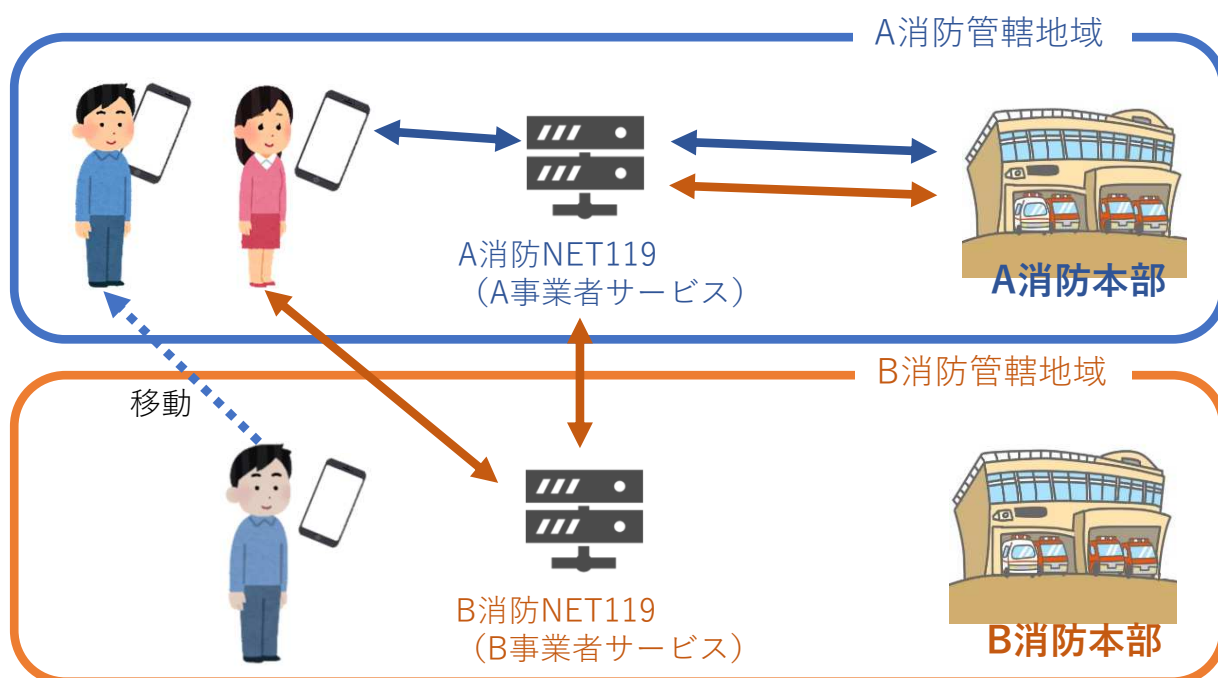 A消防管轄地域
A消防NET119
（A事業者サービス）
A消防本部
B消防管轄地域
移動
B消防NET119
（B事業者サービス）
B消防本部